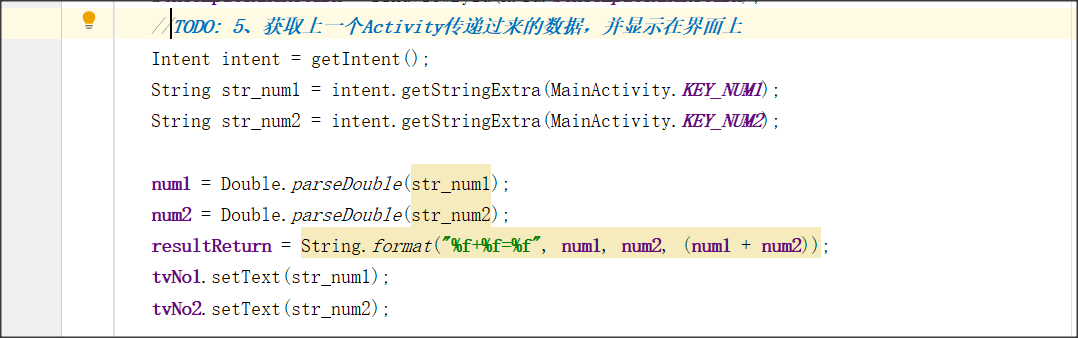 //TODO: 5、获取上一个Activity传递过来的数据，并显示在界面上
Intent intent = getIntent();
String str_num1 = intent.getStringExtra(MainActivity.KEY_NUM1);
String str_num2 = intent.getStringExtra(MainActivity.KEY_NUM2);
num1 = Double.parseDouble(str_num1);
num2 = Double.parseDouble(str_num2);
resultReturn = String.format("%f+%f=%f", num1, num2, (num1 + num2));
tvNo1.setText(str_num1);
tvNo2.setText(str_num2);